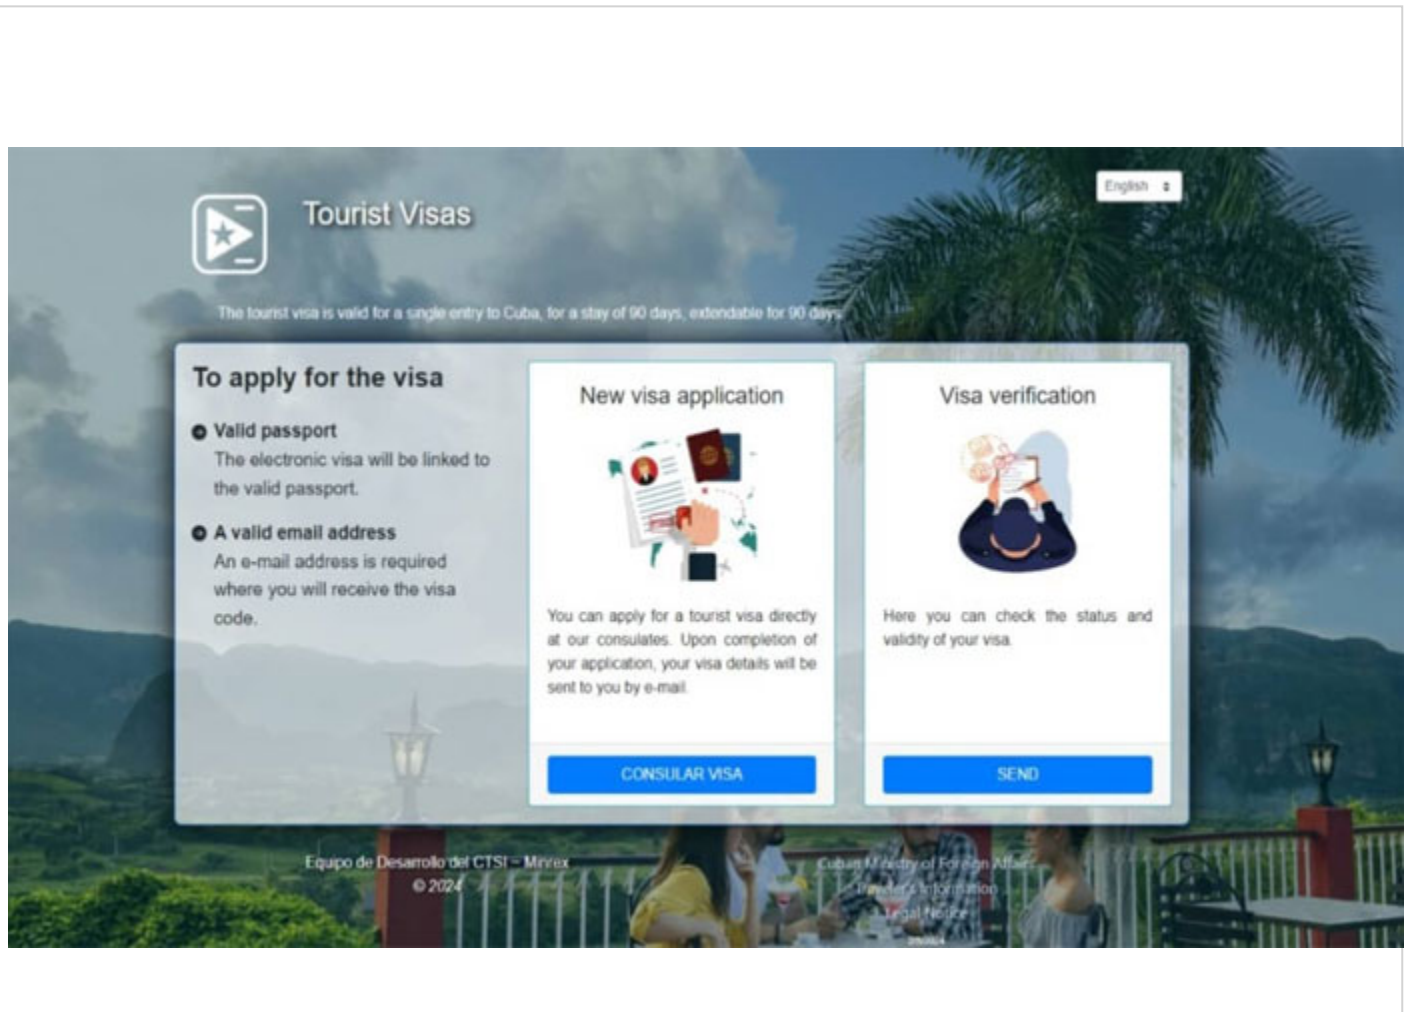 English
Tourist Visas
The tourist visa is valid for a single entry to Cuba, for a stay of 90 days, extendable for 90 days
To apply for the visa
Valid passport
The electronic visa will be linked to
the valid passport.
A valid email address
An e-mail address is required
where you will receive the visa
code.
New visa application
You can apply for a tourist visa directly
at our consulates. Upon completion of
your application, your visa details will be
sent to you by e-mail.
CONSULAR VISA
Visa verification
Here you can check the status and
validity of your visa.
SEND
Equipo de Desarrollo del CTSI – Minrex
© 2024
Cuban Ministry of Foreign Affairs
Traveler's Information
Legal Notice